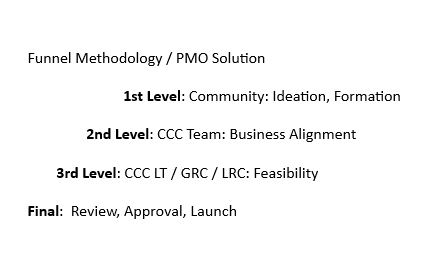 Funnel Methodology / PMO Solution
1st Level: Community: Ideation, Formation
2nd Level: CCC Team: Business Alignment
3rd Level: CCC LT / GRC / LRC: Feasibility
Final:  Review, Approval, Launch